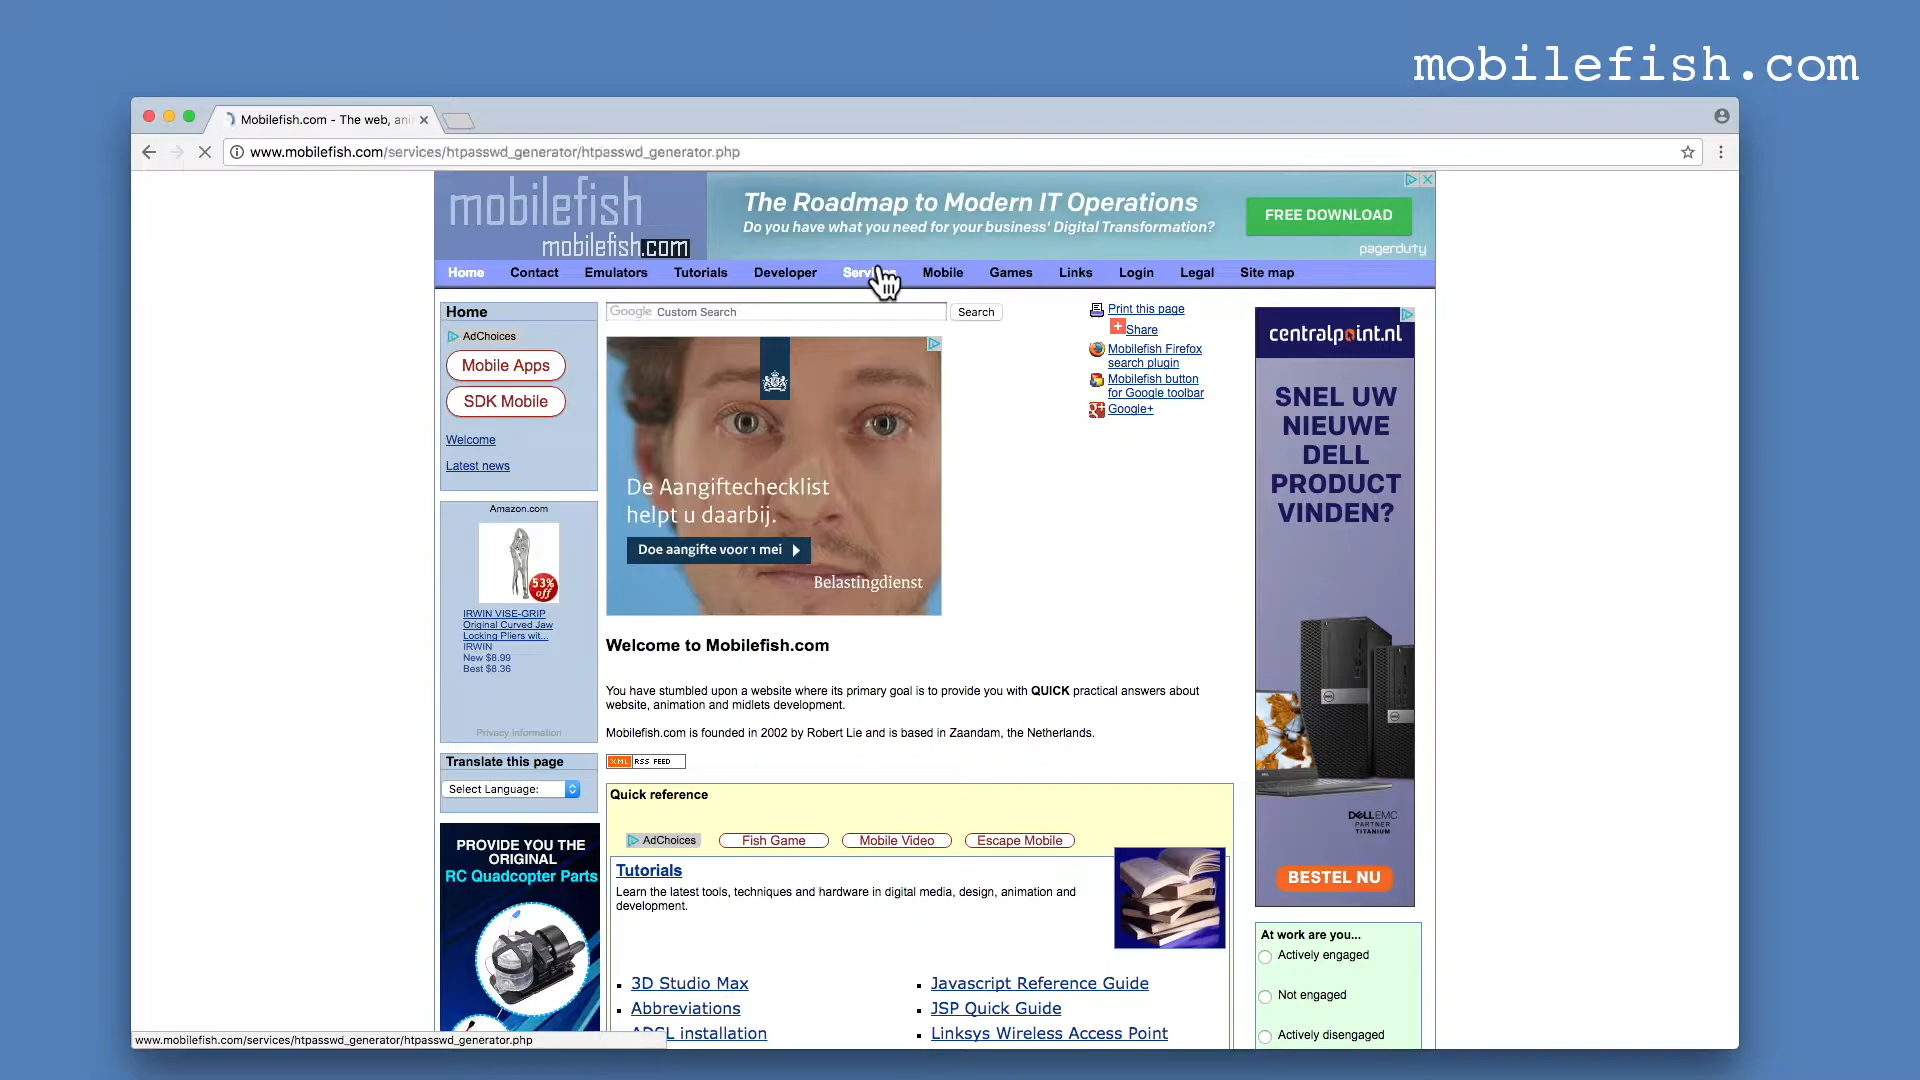 mobilefish.com
Mobilefish.com - The web, ani
www.mobilefish.com/services/htpasswd_generator/htpasswd_generator.php
mobilefish
mobilefish.com
The Roadmap to Modern IT Operations
Do you have what you need for your business' Digital Transformation?
FREE DOWNLOAD
pagerduty
Home Contact Emulators Tutorials Developer Services Mobile Games Links Login Legal Site map
Home
AdChoices
Mobile Apps
SDK Mobile
Welcome
Latest news
Amazon.com
53%
off
IRWIN VISE-GRIP
Original Curved Jaw
Locking Pliers wit...
IRWIN
New $8.99
Best $8.36
Privacy Information
Translate this page
Select Language:
PROVIDE YOU THE
ORIGINAL
RC Quadcopter Parts
Google Custom Search
Search
De Aangiftechecklist
helpt u daarbij.
Doe aangifte voor 1 mei
Belastingdienst
Print this page
Share
Mobilefish Firefox
search plugin
Mobilefish button
for Google toolbar
Google+
Welcome to Mobilefish.com
You have stumbled upon a website where its primary goal is to provide you with QUICK practical answers about
website, animation and midlets development.
Mobilefish.com is founded in 2002 by Robert Lie and is based in Zaandam, the Netherlands.
XML RSS FEED
Quick reference
AdChoices
Fish Game
Mobile Video
Escape Mobile
Tutorials
Learn the latest tools, techniques and hardware in digital media, design, animation and
development.
3D Studio Max
Abbreviations
ADSL installation
Javascript Reference Guide
JSP Quick Guide
Linksys Wireless Access Point
centralpoint.nl
SNEL UW
NIEUWE
DELL
PRODUCT
VINDEN?
DELL EMC
PARTNER
TITANIUM
BESTEL NU
At work are you...
Actively engaged
Not engaged
Actively disengaged
www.mobilefish.com/services/htpasswd_generator/htpasswd_generator.php